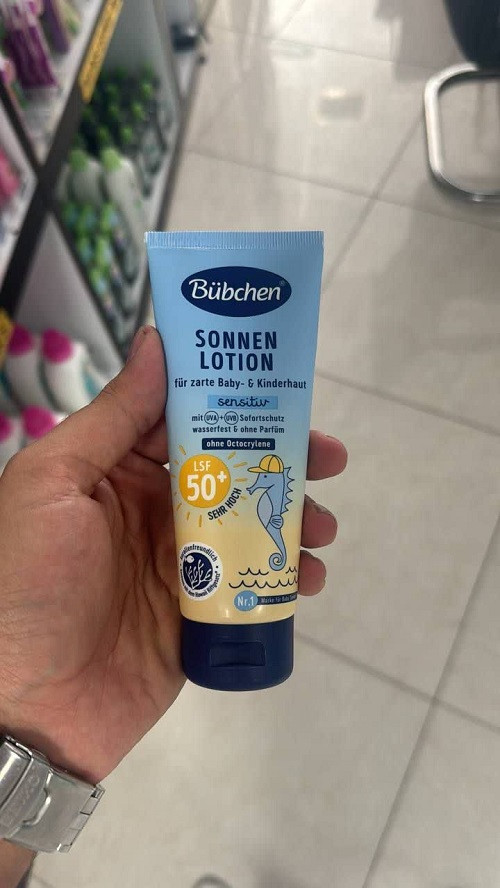 Bübchen
SONNEN
LOTION
für zarte Baby- & Kinderhaut
sensitiv
mit UVA + UVB Sofortschutz
wasserfest & ohne Parfüm
ohne Octocrylene
LSF
50+
SEHR HOCH
Nr.1